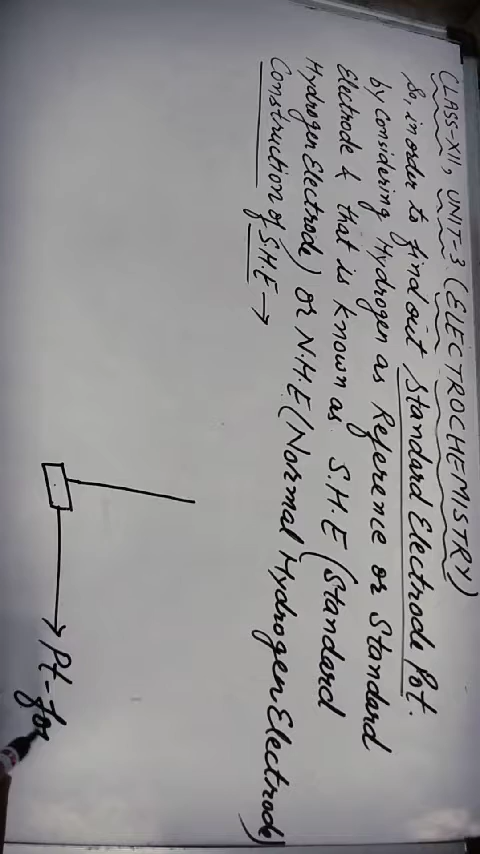 CLASS-XII, UNIT-3 (ELECTROCHEMISTRY)
So, in order to find out Standard Electrode Pot.
by considering Hydrogen as Reference or Standard
Electrode & that is known as S.H.E (Standard
Hydrogen Electrode) or N.H.E (Normal Hydrogen Electrode)
Construction of S.H.E →
Pt-foi